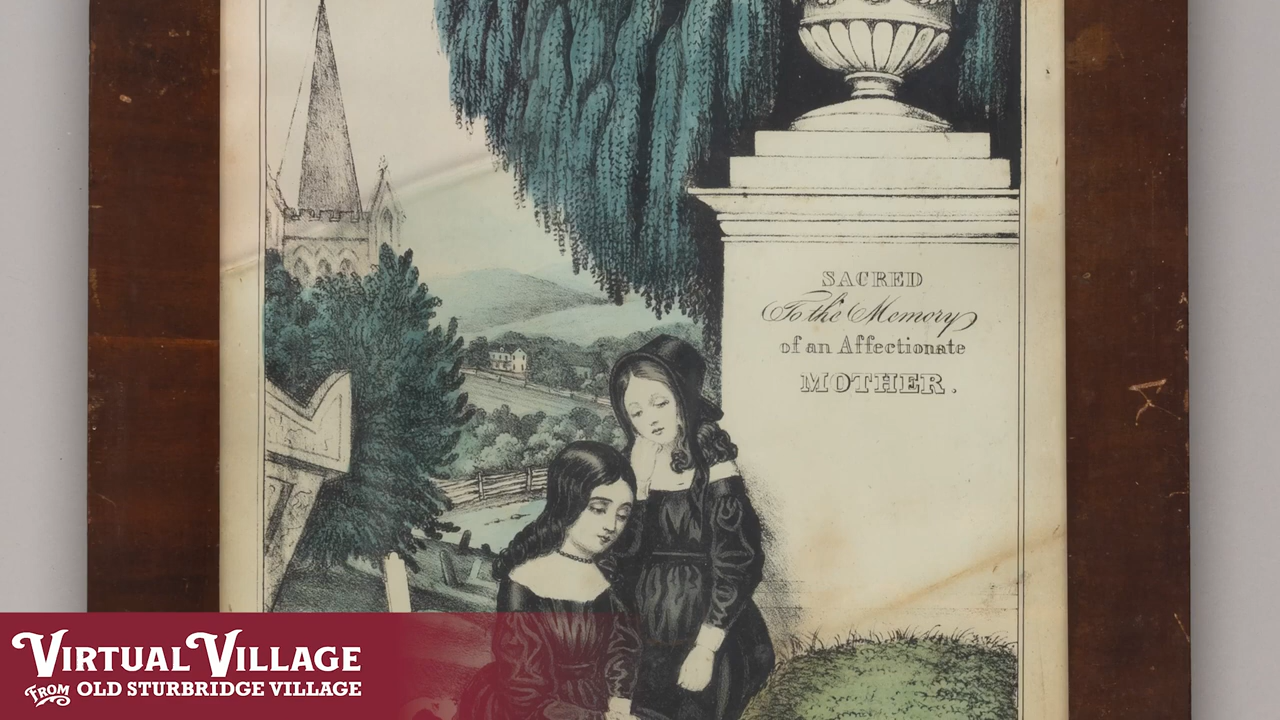 SACRED
To the Memory
of an Affectionate
MOTHER.
VIRTUAL VILLAGE
FROM OLD STURBRIDGE VILLAGE